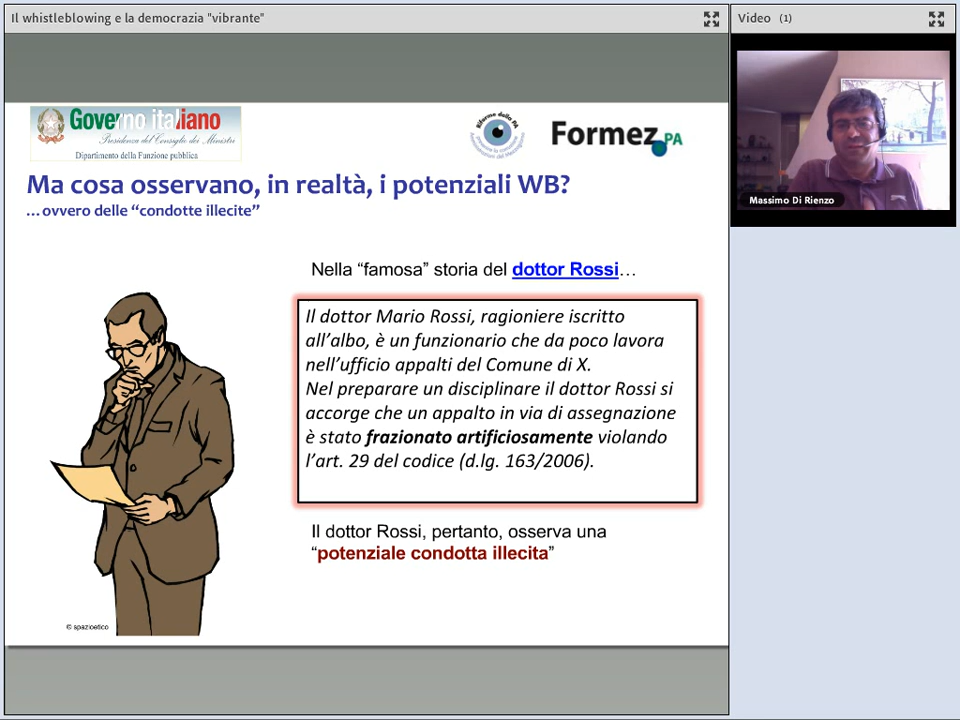 Il whistleblowing e la democrazia "vibrante"
Video (1)
Governo italiano
Presidenza del Consiglio dei Ministri
Dipartimento della Funzione pubblica
Riforme della PA
Formez PA
Massimo Di Rienzo
Ma cosa osservano, in realtà, i potenziali WB?
…ovvero delle “condotte illecite”
Nella “famosa” storia del dottor Rossi…
Il dottor Mario Rossi, ragioniere iscritto
all’albo, è un funzionario che da poco lavora
nell’ufficio appalti del Comune di X.
Nel preparare un disciplinare il dottor Rossi si
accorge che un appalto in via di assegnazione
è stato frazionato artificiosamente violando
l’art. 29 del codice (d.lg. 163/2006).
Il dottor Rossi, pertanto, osserva una
“potenziale condotta illecita”
© spazioetico